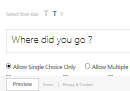 Select font size T T T
Where did you go ?
Allow Single Choice Only Allow Multiple
Preview Terms | Privacy & Cookies